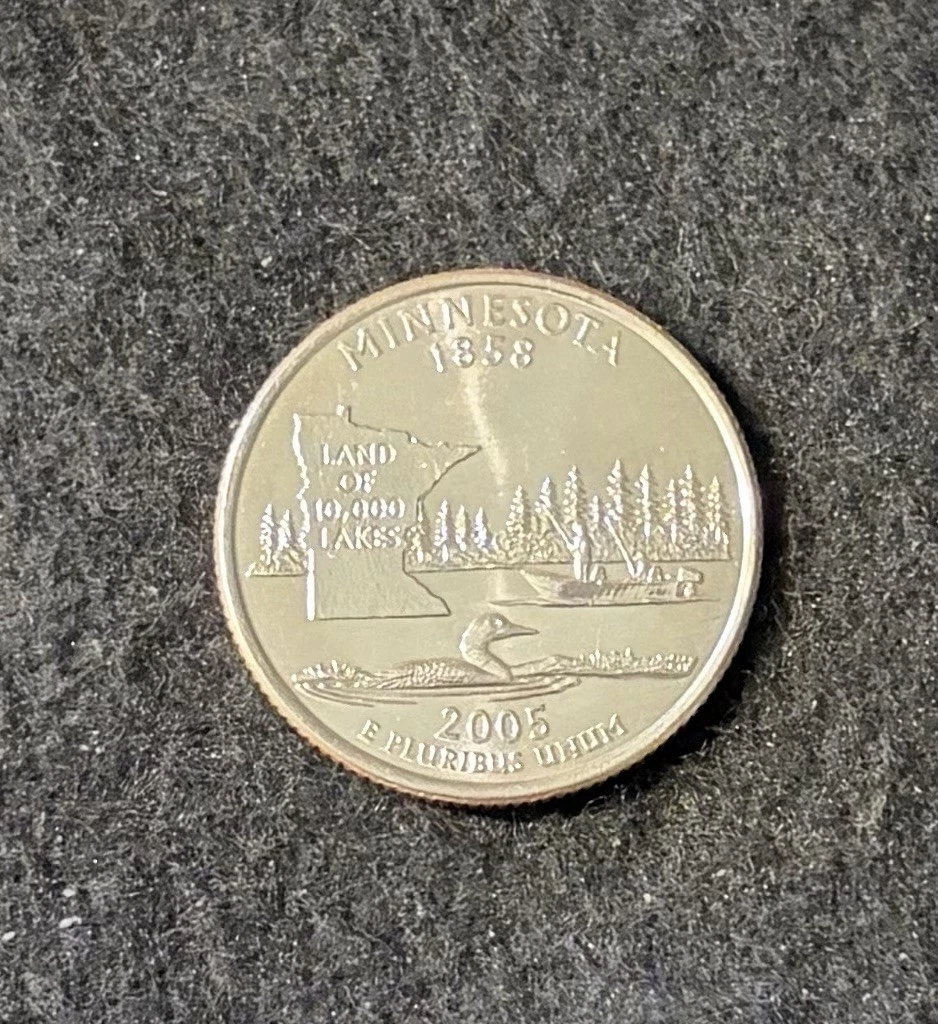 MINNESOTA
1858
LAND
OF
10,000
LAKES
2005
E PLURIBUS UNUM